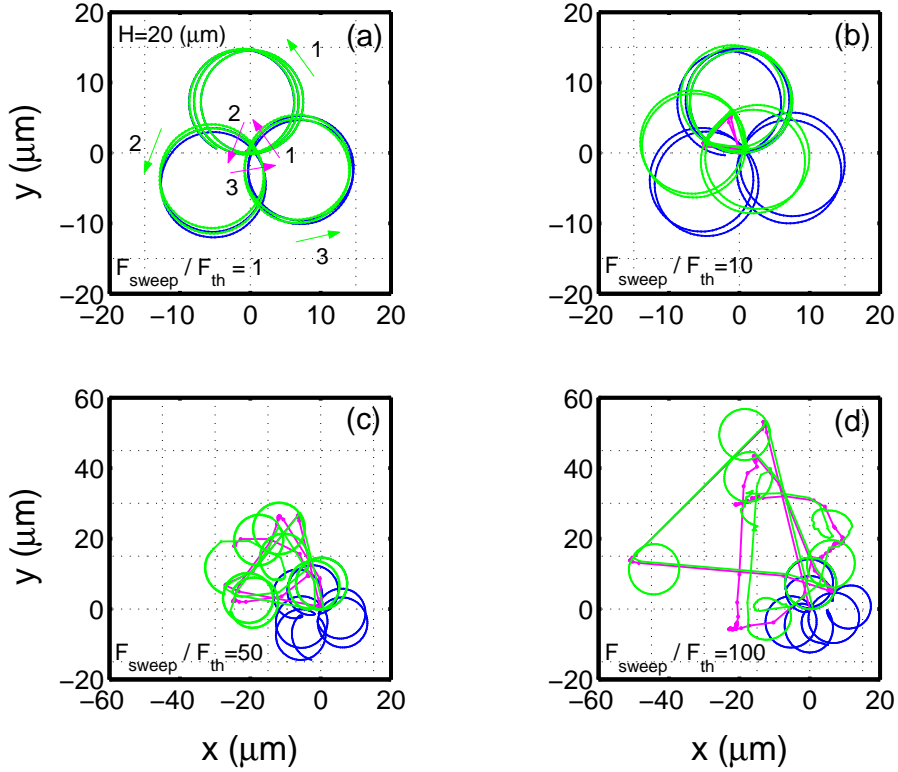 20
10
0
−10
−20
−20 −10 0 10 20
y (μm)
H=20 (μm)
(a)
1
2
2
1
3
3
F_sweep / F_th = 1
20
10
0
−10
−20
−20 −10 0 10 20
(b)
F_sweep / F_th =10
60
40
20
0
−20
−60 −40 −20 0 20
y (μm)
x (μm)
(c)
F_sweep / F_th =50
60
40
20
0
−20
−60 −40 −20 0 20
x (μm)
(d)
F_sweep / F_th =100